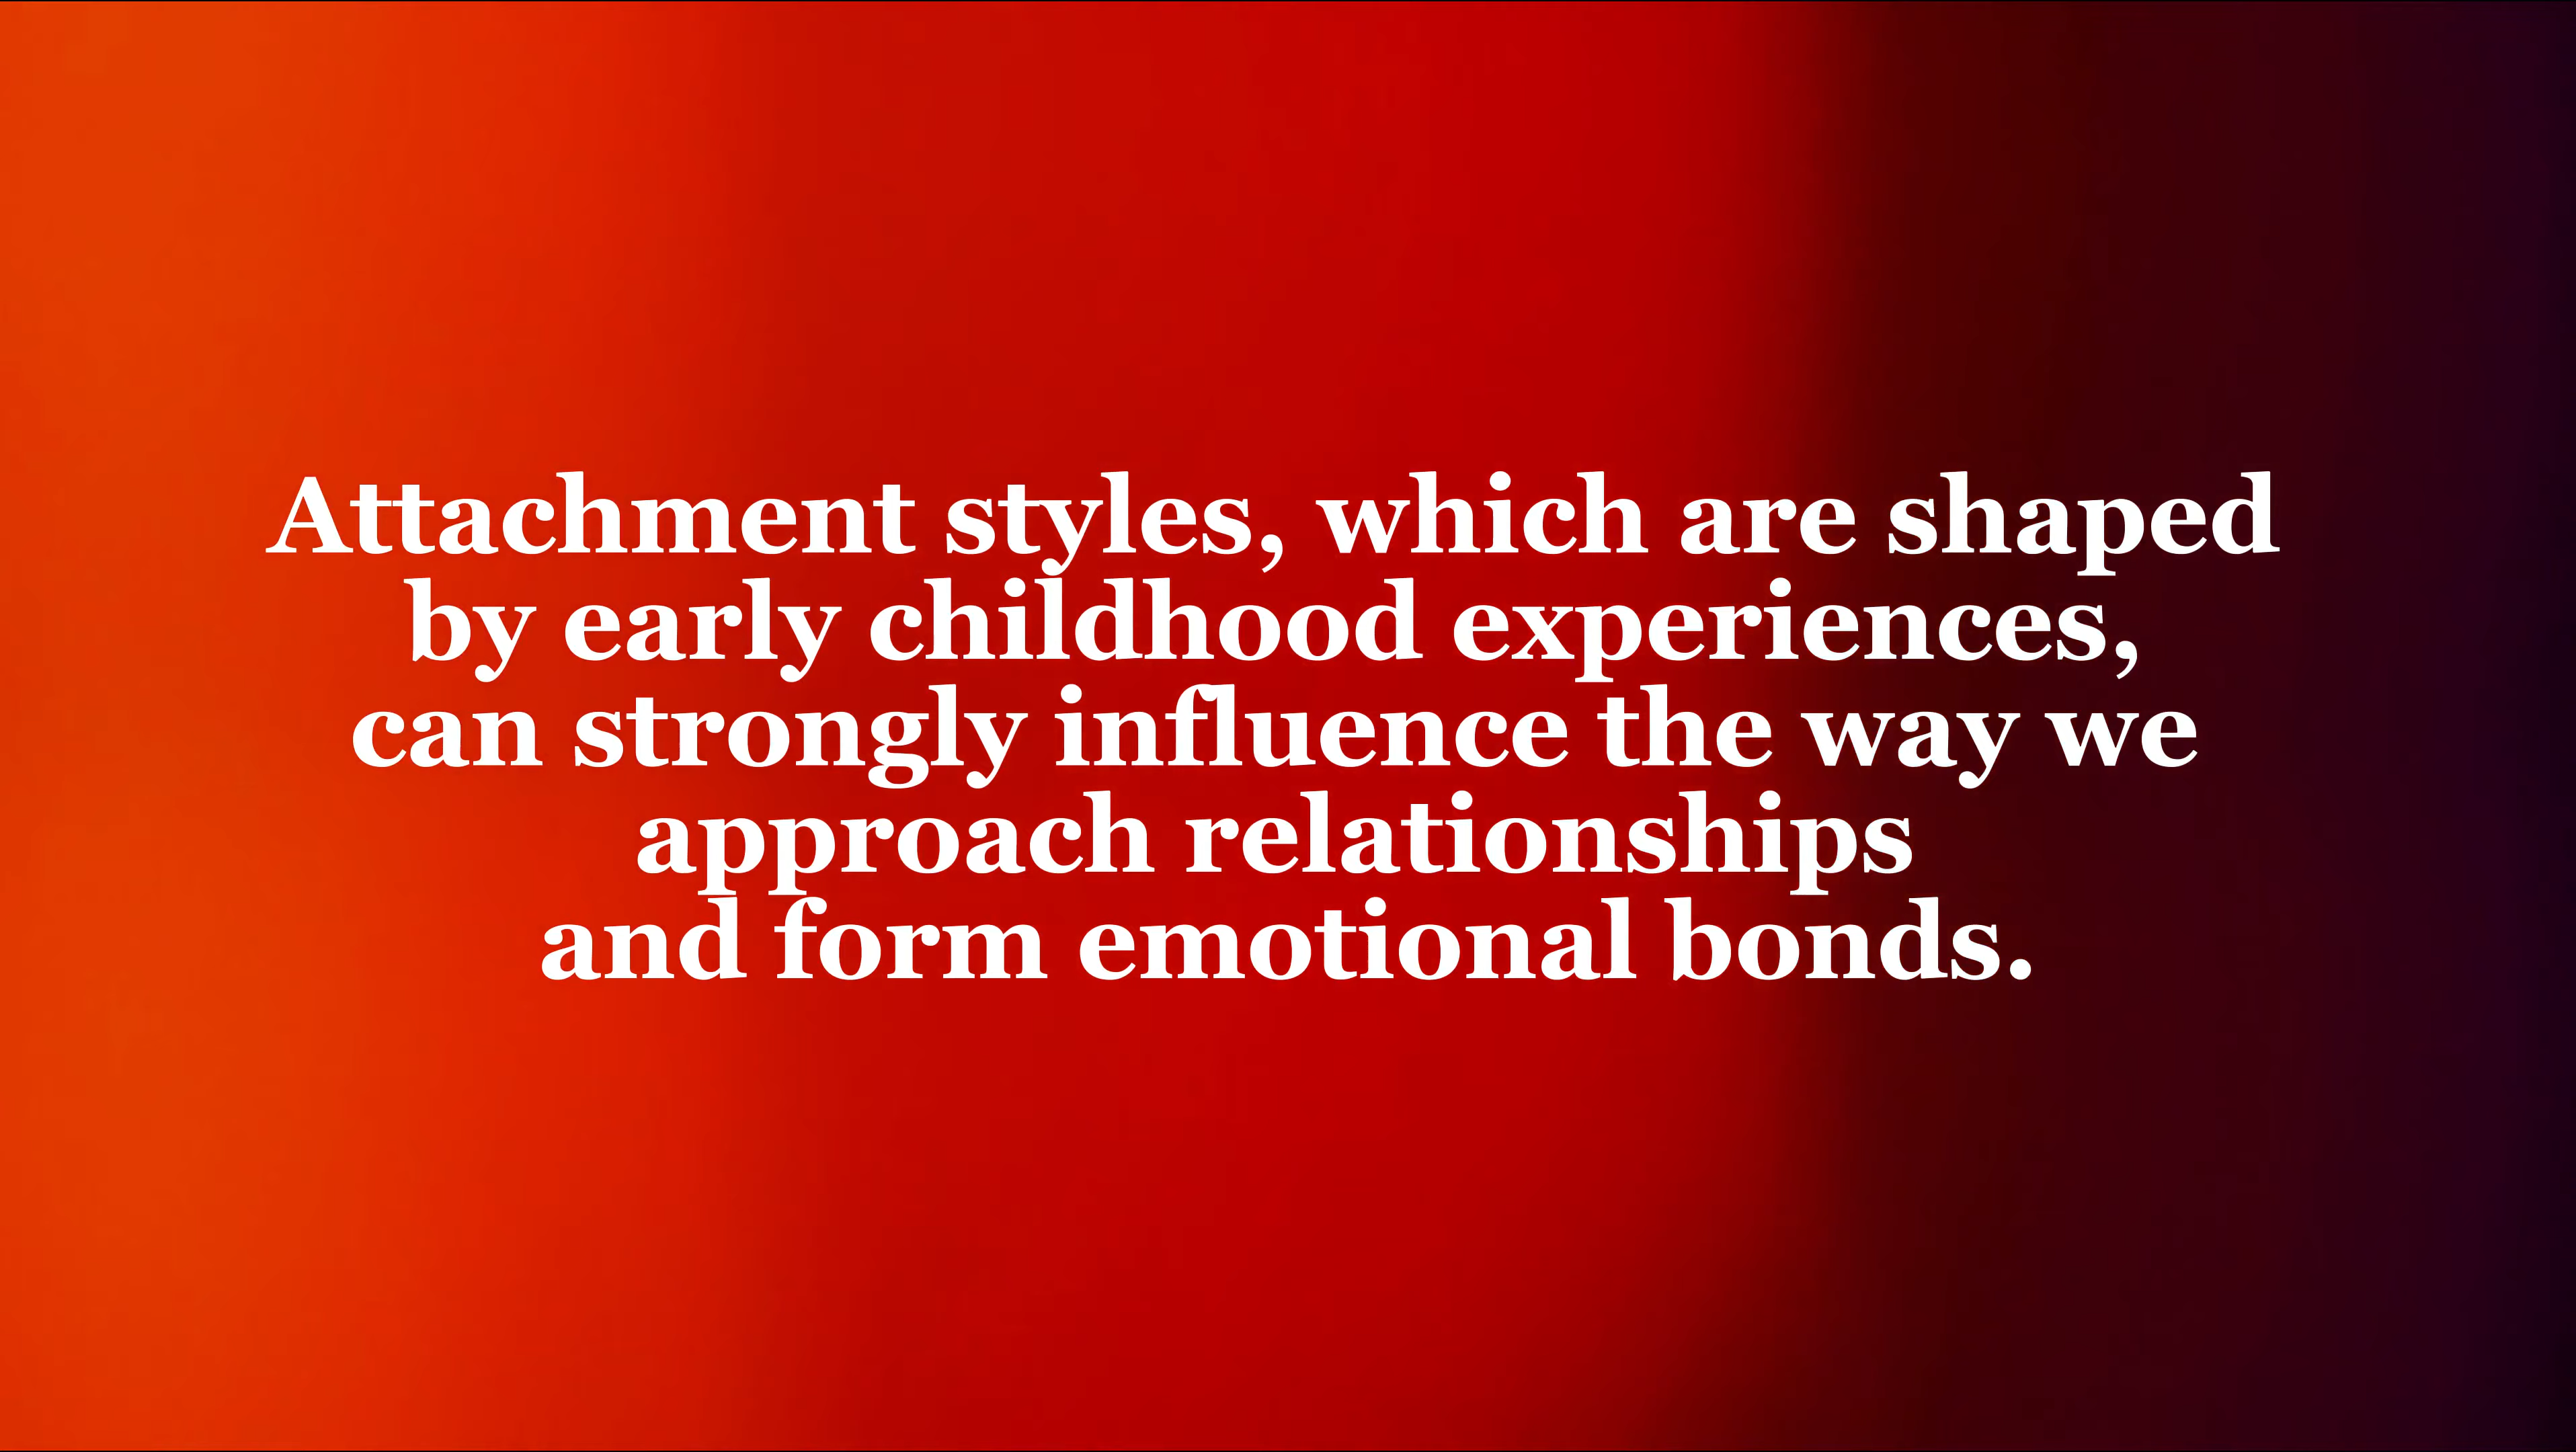 Attachment styles, which are shaped
by early childhood experiences,
can strongly influence the way we
approach relationships
and form emotional bonds.